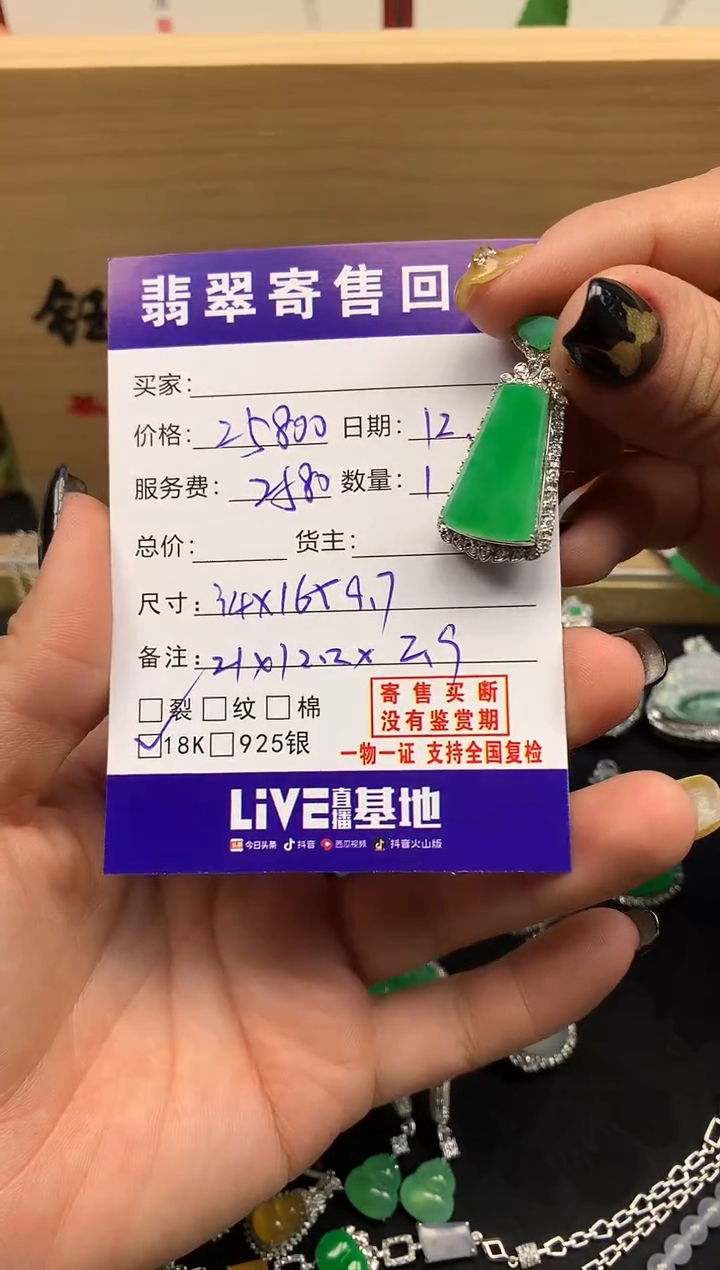 翡翠寄售回
买家:
价格: 25800 日期: 12.
服务费: 2580 数量: 1
总价: 货主:
尺寸: 34x16x4.7
备注: 21x12.2x 2.9
□裂 □纹 □棉
☑18K □925银
寄售买断
没有鉴赏期
一物一证 支持全国复检
LiVE直播基地
今日头条 抖音 西瓜视频 抖音火山版